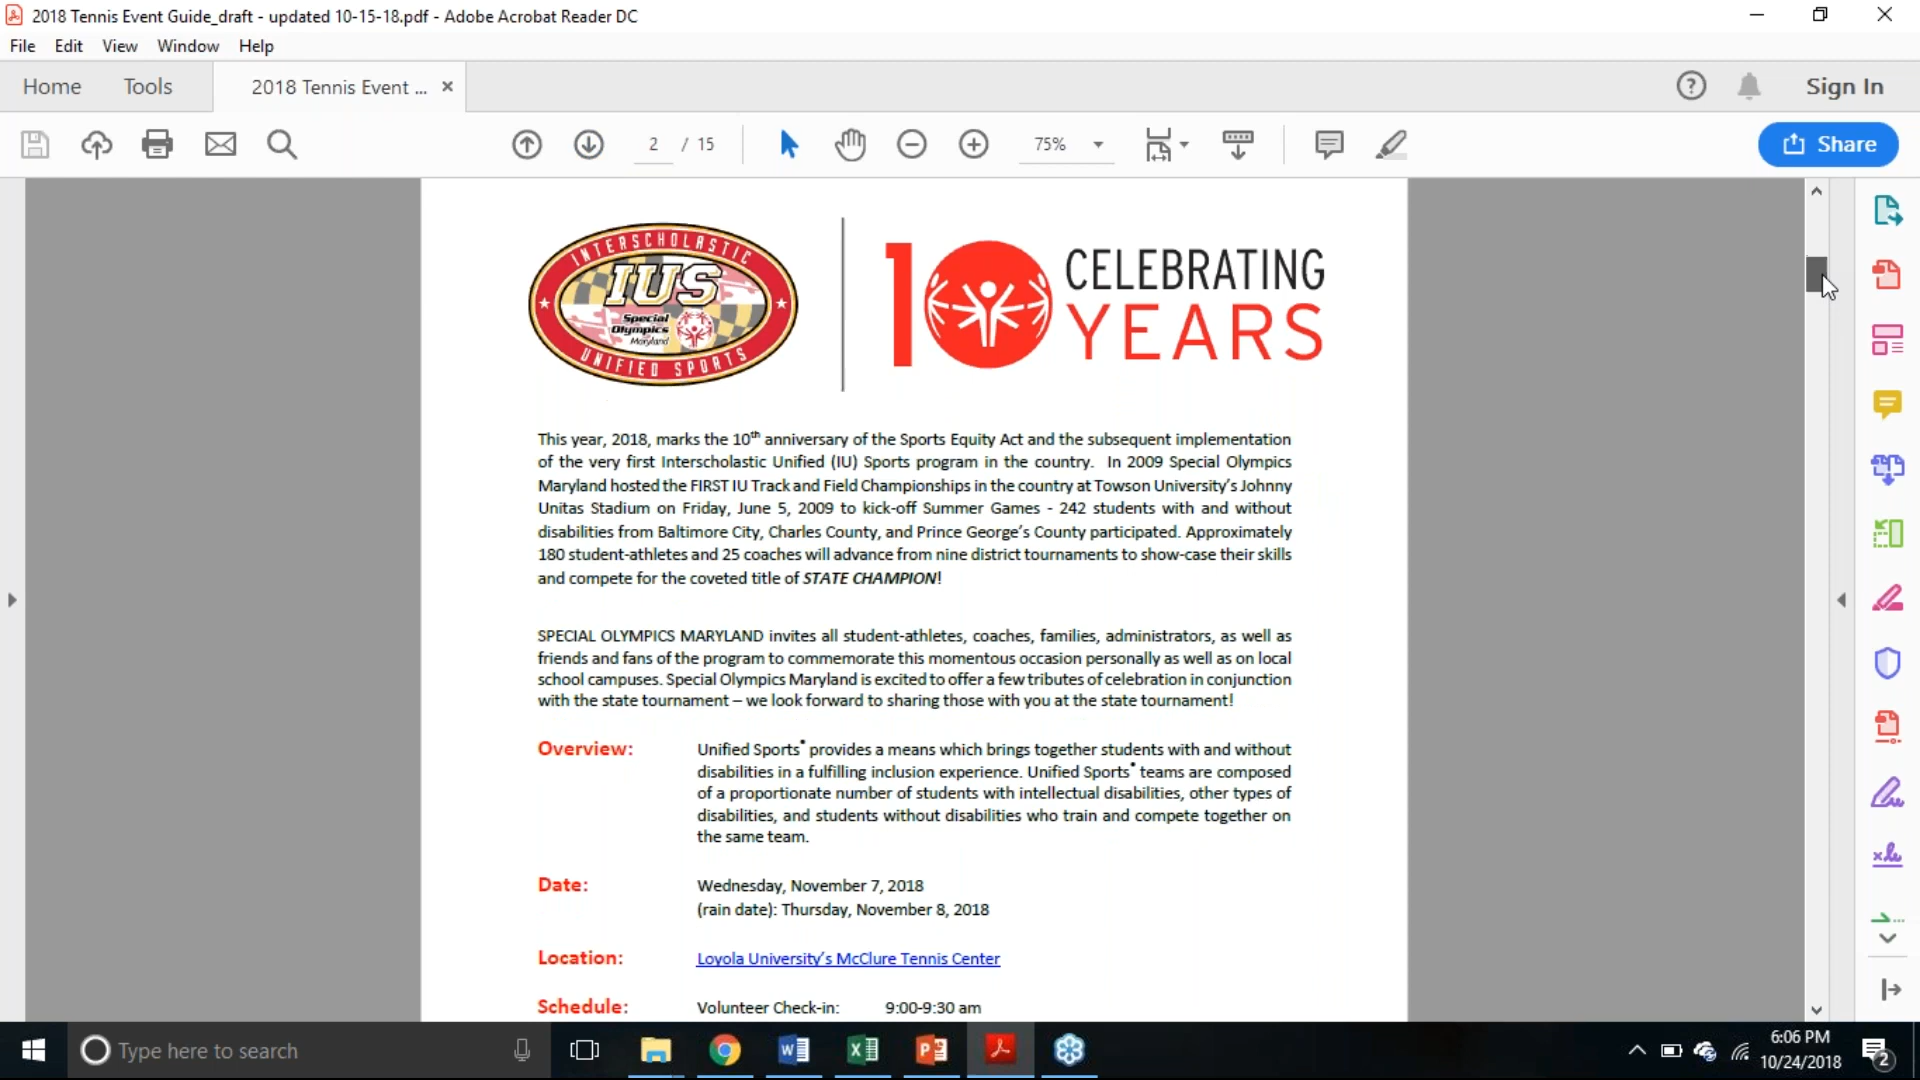 2018 Tennis Event Guide_draft - updated 10-15-18.pdf - Adobe Acrobat Reader DC
File Edit View Window Help
Home Tools 2018 Tennis Event ... × Sign In
2 / 15 75% Share
INTERSCHOLASTIC
IUS
Special
Olympics
Maryland
UNIFIED SPORTS
10 CELEBRATING
YEARS
This year, 2018, marks the 10th anniversary of the Sports Equity Act and the subsequent implementation
of the very first Interscholastic Unified (IU) Sports program in the country. In 2009 Special Olympics
Maryland hosted the FIRST IU Track and Field Championships in the country at Towson University's Johnny
Unitas Stadium on Friday, June 5, 2009 to kick-off Summer Games - 242 students with and without
disabilities from Baltimore City, Charles County, and Prince George's County participated. Approximately
180 student-athletes and 25 coaches will advance from nine district tournaments to show-case their skills
and compete for the coveted title of STATE CHAMPION!
SPECIAL OLYMPICS MARYLAND invites all student-athletes, coaches, families, administrators, as well as
friends and fans of the program to commemorate this momentous occasion personally as well as on local
school campuses. Special Olympics Maryland is excited to offer a few tributes of celebration in conjunction
with the state tournament – we look forward to sharing those with you at the state tournament!
Overview: Unified Sports® provides a means which brings together students with and without
disabilities in a fulfilling inclusion experience. Unified Sports® teams are composed
of a proportionate number of students with intellectual disabilities, other types of
disabilities, and students without disabilities who train and compete together on
the same team.
Date: Wednesday, November 7, 2018
(rain date): Thursday, November 8, 2018
Location: Loyola University's McClure Tennis Center
Schedule: Volunteer Check-in: 9:00-9:30 am
Type here to search
6:06 PM
10/24/2018
2